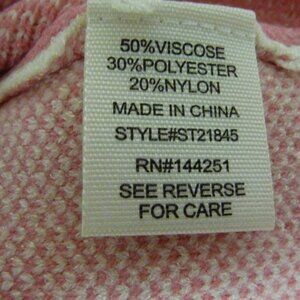 50%VISCOSE
30%POLYESTER
20%NYLON
MADE IN CHINA
STYLE#ST21845
RN#144251
SEE REVERSE
FOR CARE